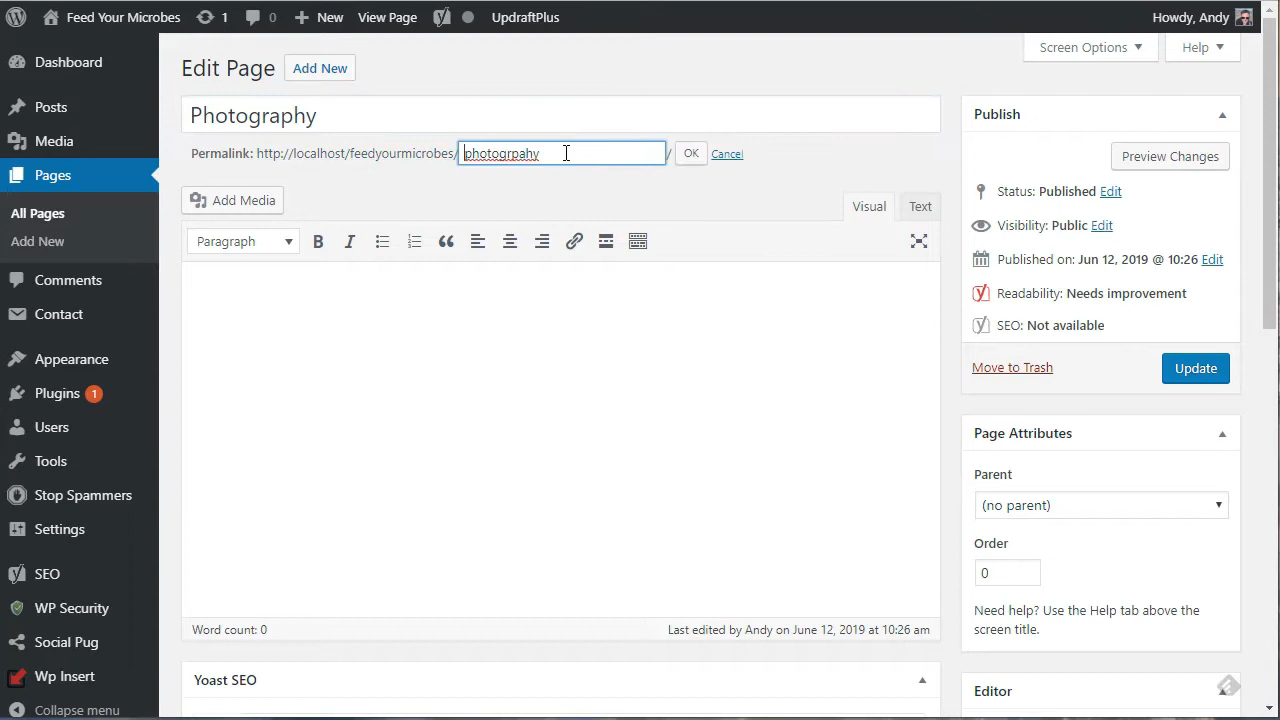 Feed Your Microbes 1 0 New View Page UpdraftPlus Howdy, Andy
Screen Options Help
Dashboard
Posts
Media
Pages
All Pages
Add New
Comments
Contact
Appearance
Plugins 1
Users
Tools
Stop Spammers
Settings
SEO
WP Security
Social Pug
Wp Insert
Collapse menu
Edit Page Add New
Photography
Permalink: http://localhost/feedyourmicrobes/photogrpahy / OK Cancel
Add Media Visual Text
Paragraph
Word count: 0 Last edited by Andy on June 12, 2019 at 10:26 am
Yoast SEO
Publish
Preview Changes
Status: Published Edit
Visibility: Public Edit
Published on: Jun 12, 2019 @ 10:26 Edit
Readability: Needs improvement
SEO: Not available
Move to Trash Update
Page Attributes
Parent
(no parent)
Order
0
Need help? Use the Help tab above the
screen title.
Editor